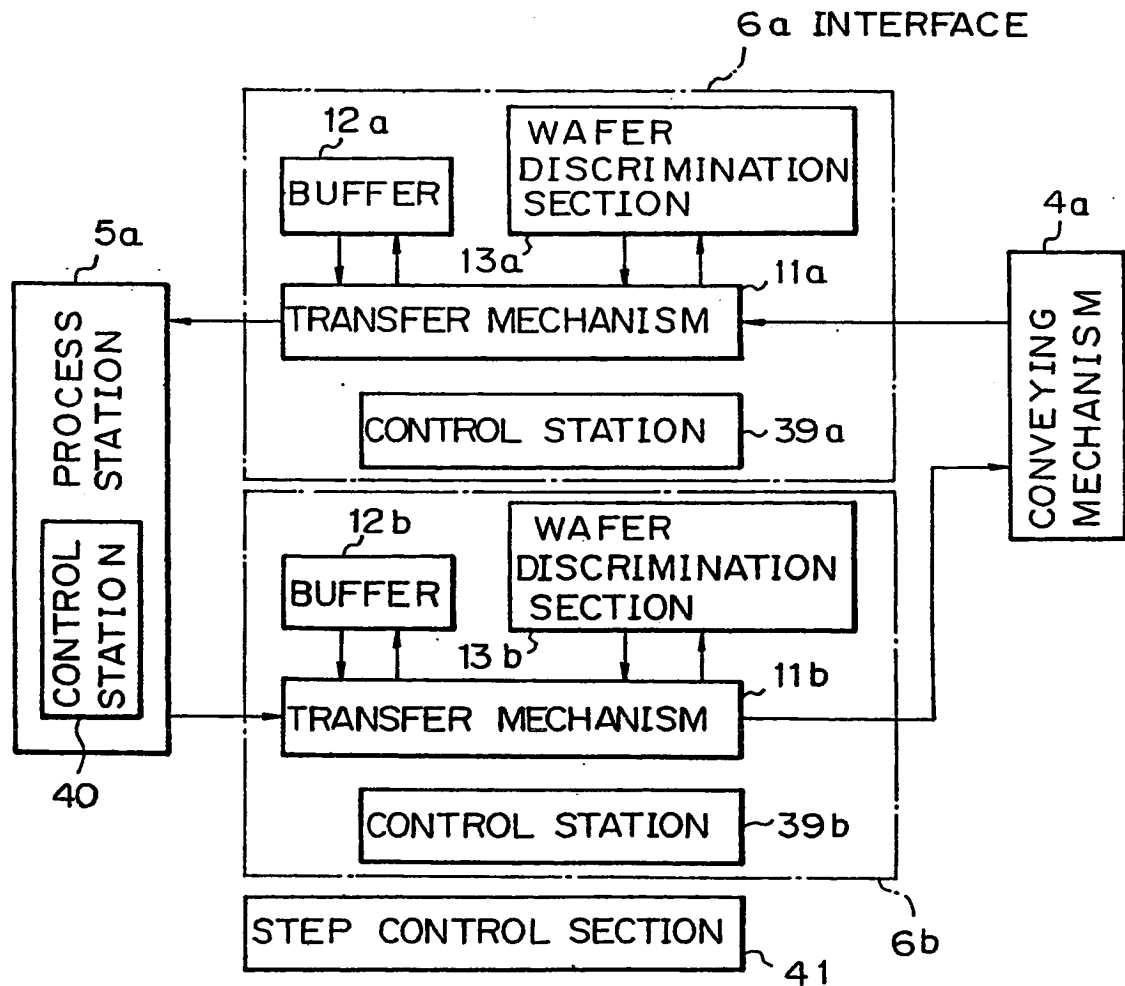 6a INTERFACE
12a
BUFFER
WAFER
DISCRIMINATION
SECTION
13a
11a
TRANSFER MECHANISM
CONTROL STATION
39a
5a
PROCESS
STATION
CONTROL
STATION
40
4a
CONVEYING
MECHANISM
12b
BUFFER
WAFER
DISCRIMINATION
SECTION
13b
11b
TRANSFER MECHANISM
CONTROL STATION
39b
6b
STEP CONTROL SECTION
41